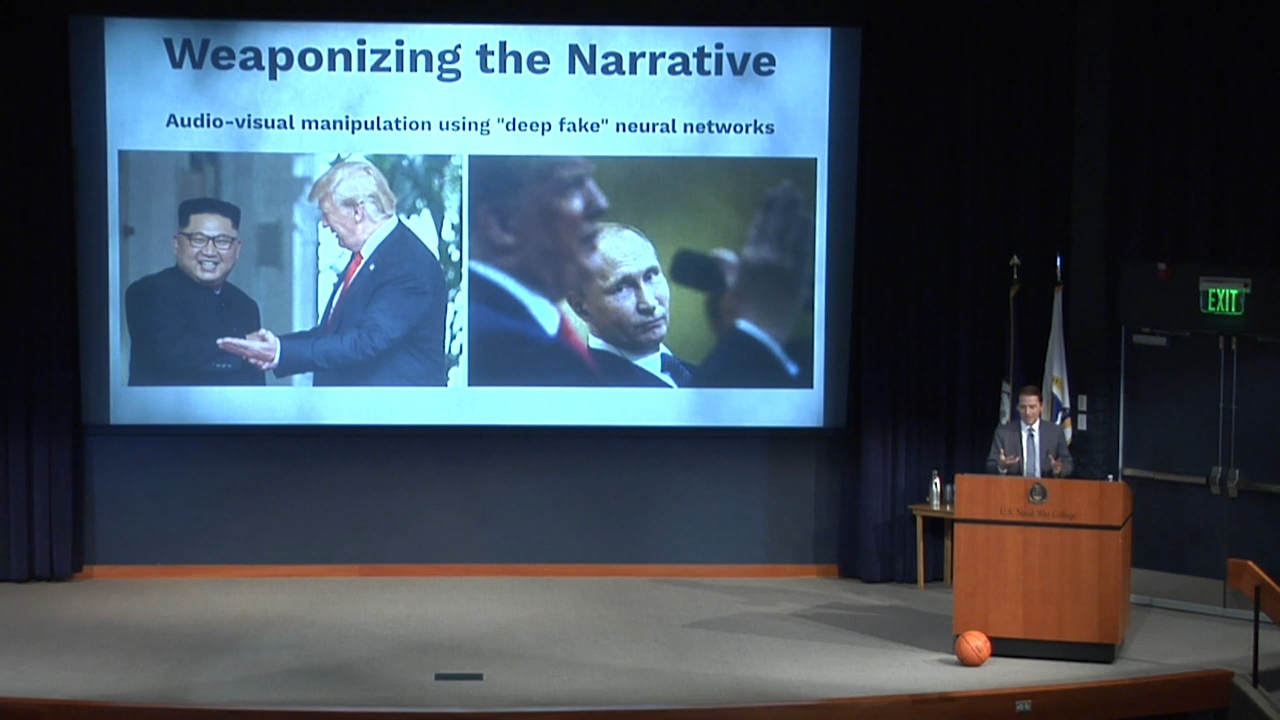 Weaponizing the Narrative
Audio-visual manipulation using "deep fake" neural networks
EXIT
U.S. Naval War College